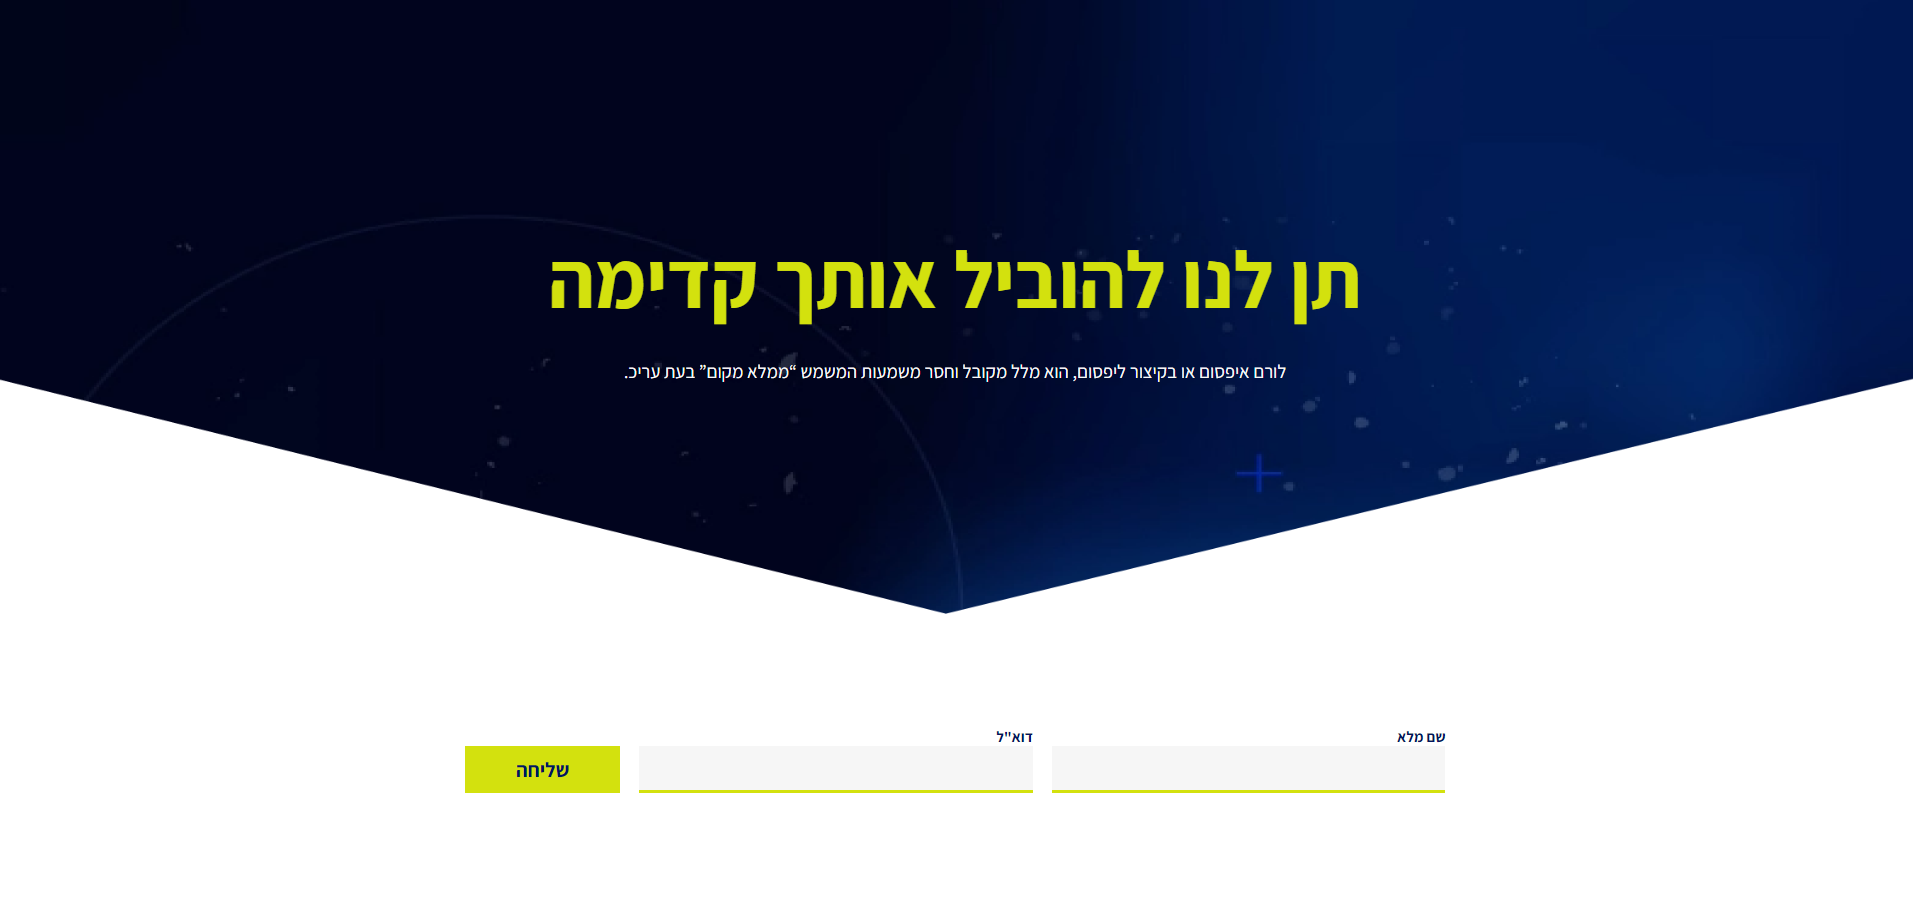 תן לנו להוביל אותך קדימה
לורם איפסום או בקיצור ליפסום, הוא מלל מקובל וחסר משמעות המשמש “ממלא מקום” בעת עריכ.
שם מלא
דוא"ל
שליחה